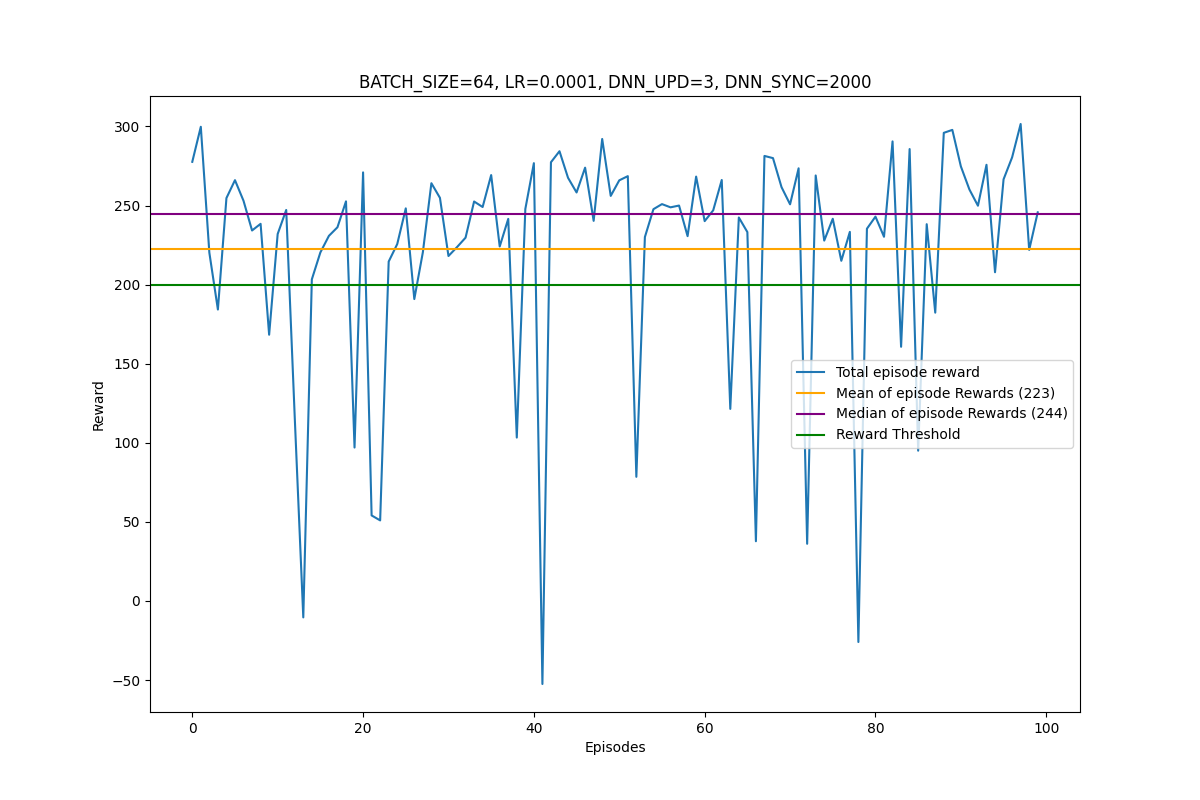 BATCH_SIZE=64, LR=0.0001, DNN_UPD=3, DNN_SYNC=2000
300
250
200
150
100
50
0
−50
Reward
Total episode reward
Mean of episode Rewards (223)
Median of episode Rewards (244)
Reward Threshold
0 20 40 60 80 100
Episodes